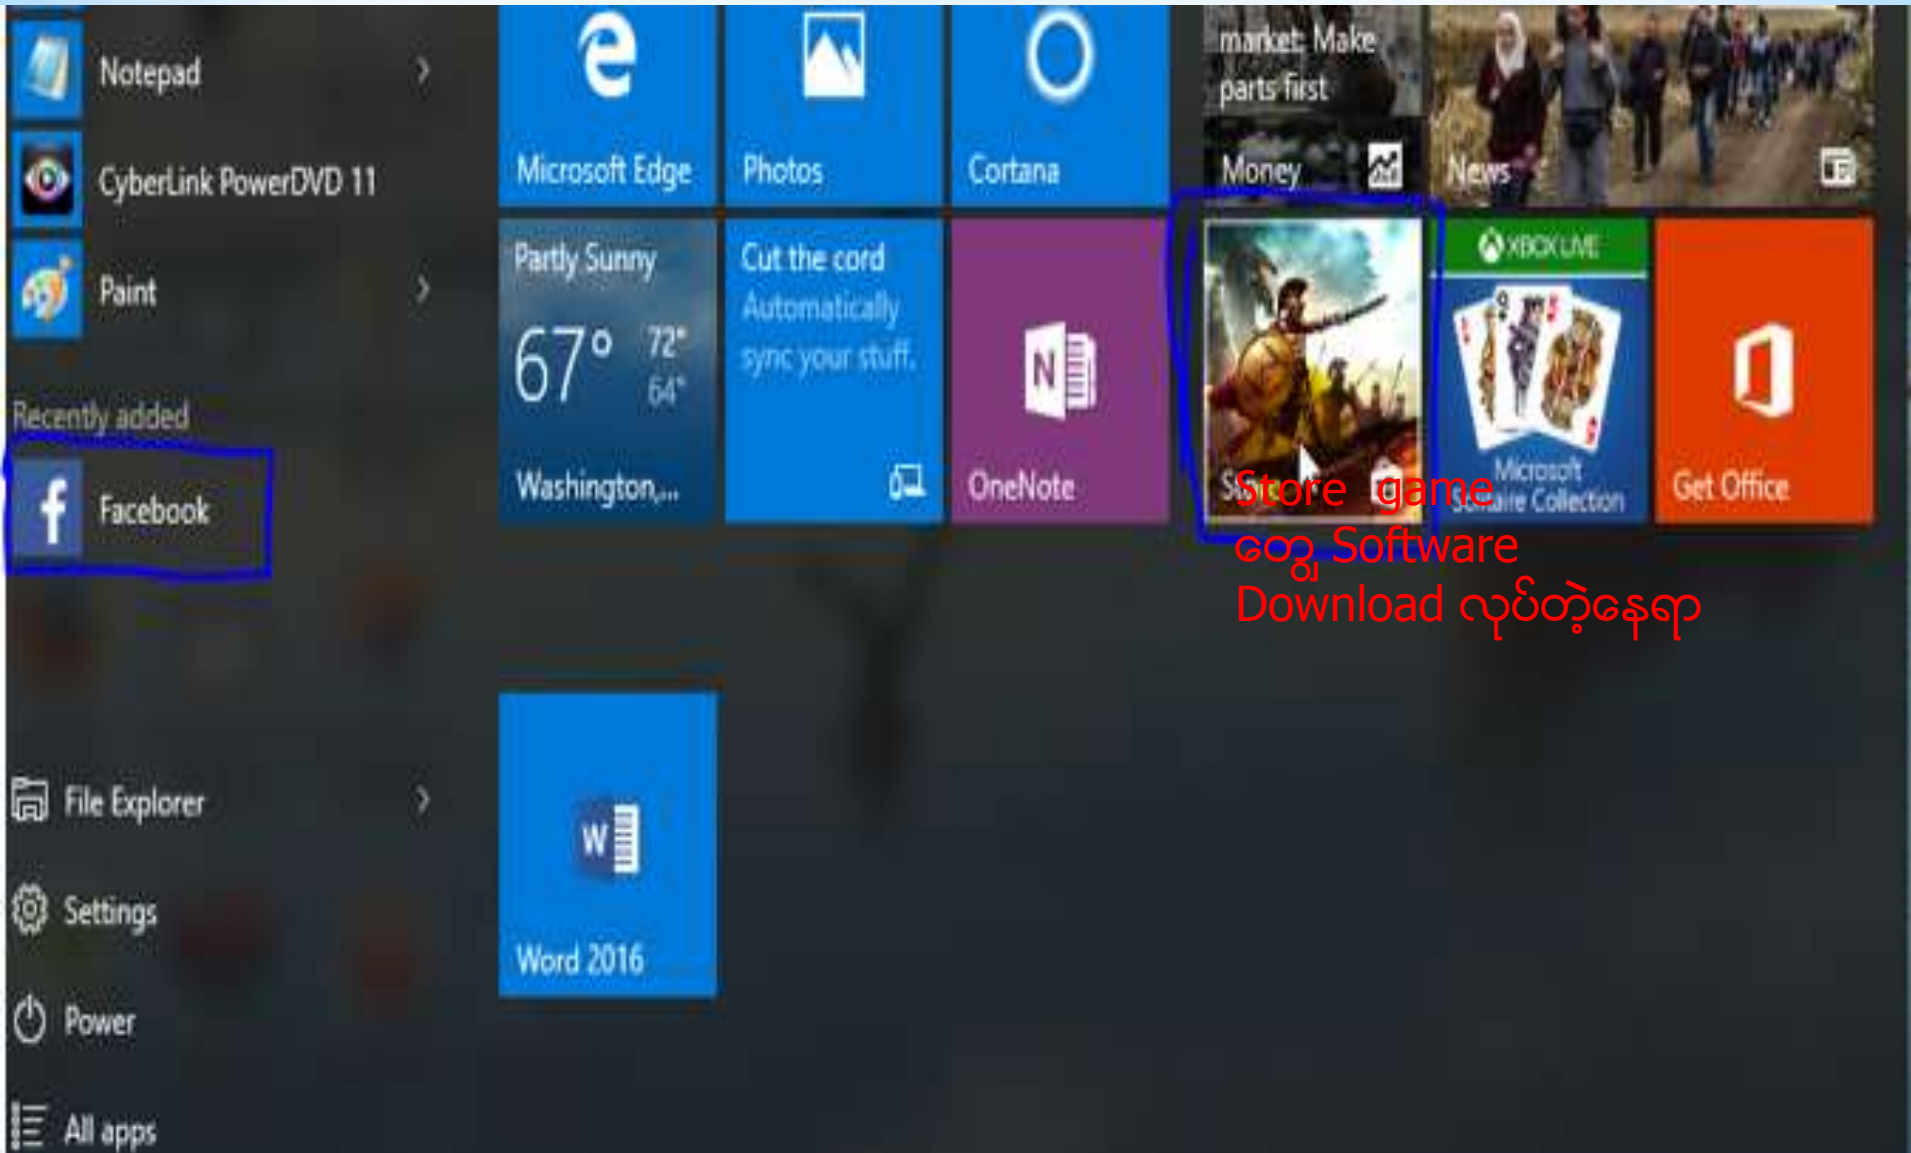 Notepad
CyberLink PowerDVD 11
Paint
Recently added
Facebook
File Explorer
Settings
Power
All apps
Microsoft Edge
Photos
Cortana
market: Make
parts first
Money
News
Partly Sunny
67° 72°
64°
Washington,...
Cut the cord
Automatically
sync your stuff.
OneNote
XBOX LIVE
Microsoft
Solitaire Collection
Get Office
Store game
တွေ Software
Download လုပ်တဲ့နေရာ
Word 2016